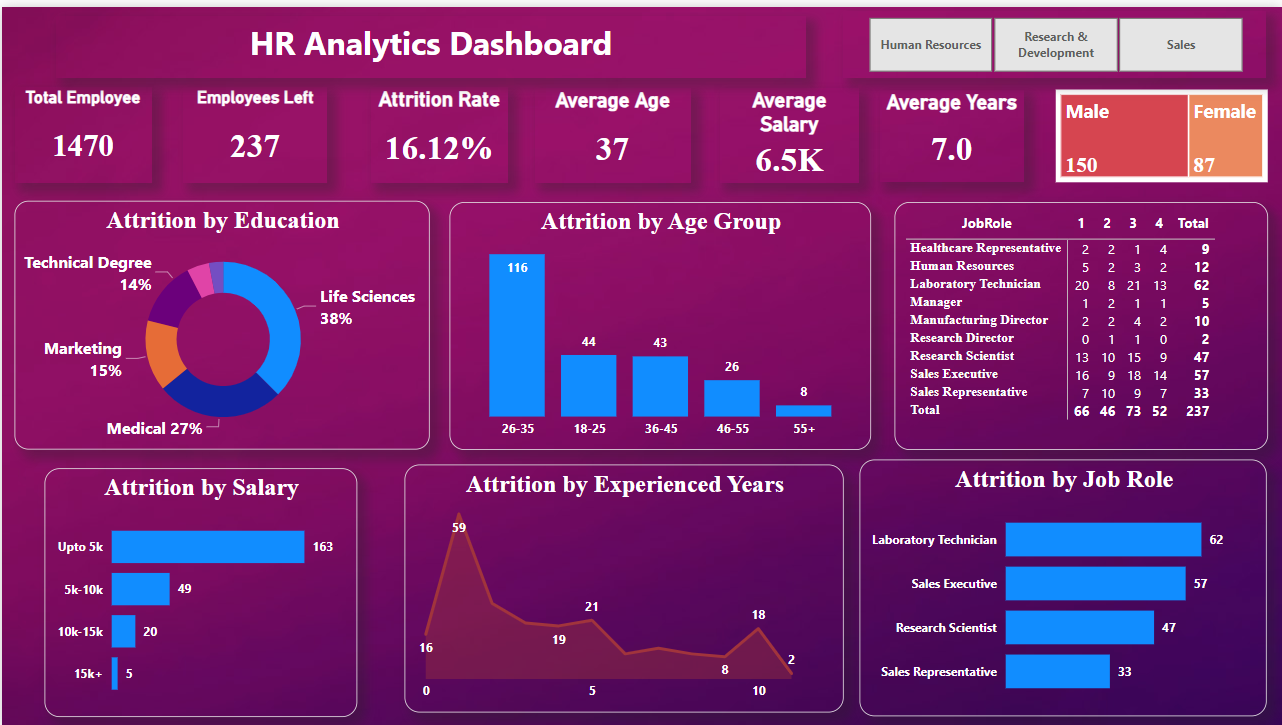 HR Analytics Dashboard
Human Resources
Research &
Development
Sales
Total Employee
1470
Employees Left
237
Attrition Rate
16.12%
Average Age
37
Average
Salary
6.5K
Average Years
7.0
Male
150
Female
87
Attrition by Education
Technical Degree
14%
Life Sciences
38%
Marketing
15%
Medical 27%
Attrition by Age Group
116
44
43
26
8
26-35 18-25 36-45 46-55 55+
JobRole 1 2 3 4 Total
Healthcare Representative 2 2 1 4 9
Human Resources 5 2 3 2 12
Laboratory Technician 20 8 21 13 62
Manager 1 2 1 1 5
Manufacturing Director 2 2 4 2 10
Research Director 0 1 1 0 2
Research Scientist 13 10 15 9 47
Sales Executive 16 9 18 14 57
Sales Representative 7 10 9 7 33
Total 66 46 73 52 237
Attrition by Salary
Upto 5k 163
5k-10k 49
10k-15k 20
15k+ 5
Attrition by Experienced Years
59
16
19
21
8
18
2
0 5 10
Attrition by Job Role
Laboratory Technician 62
Sales Executive 57
Research Scientist 47
Sales Representative 33